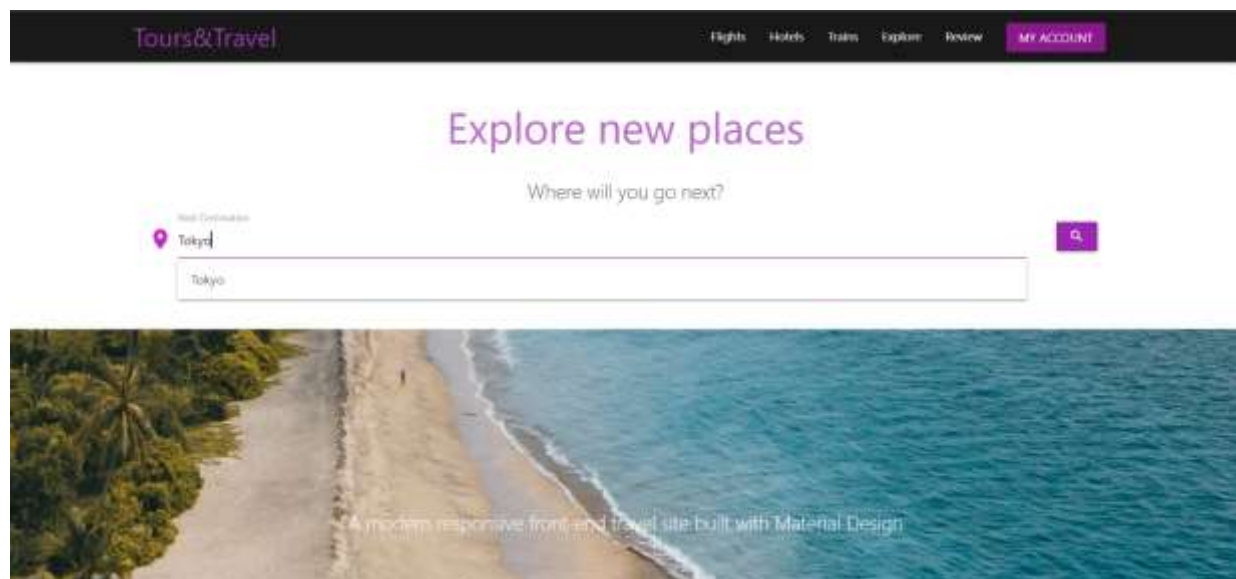 Tours&Travel
Flights Hotels Trains Explore Review MY ACCOUNT
Explore new places
Where will you go next?
Tokyo
Tokyo
A modern responsive front-end travel site built with Material Design